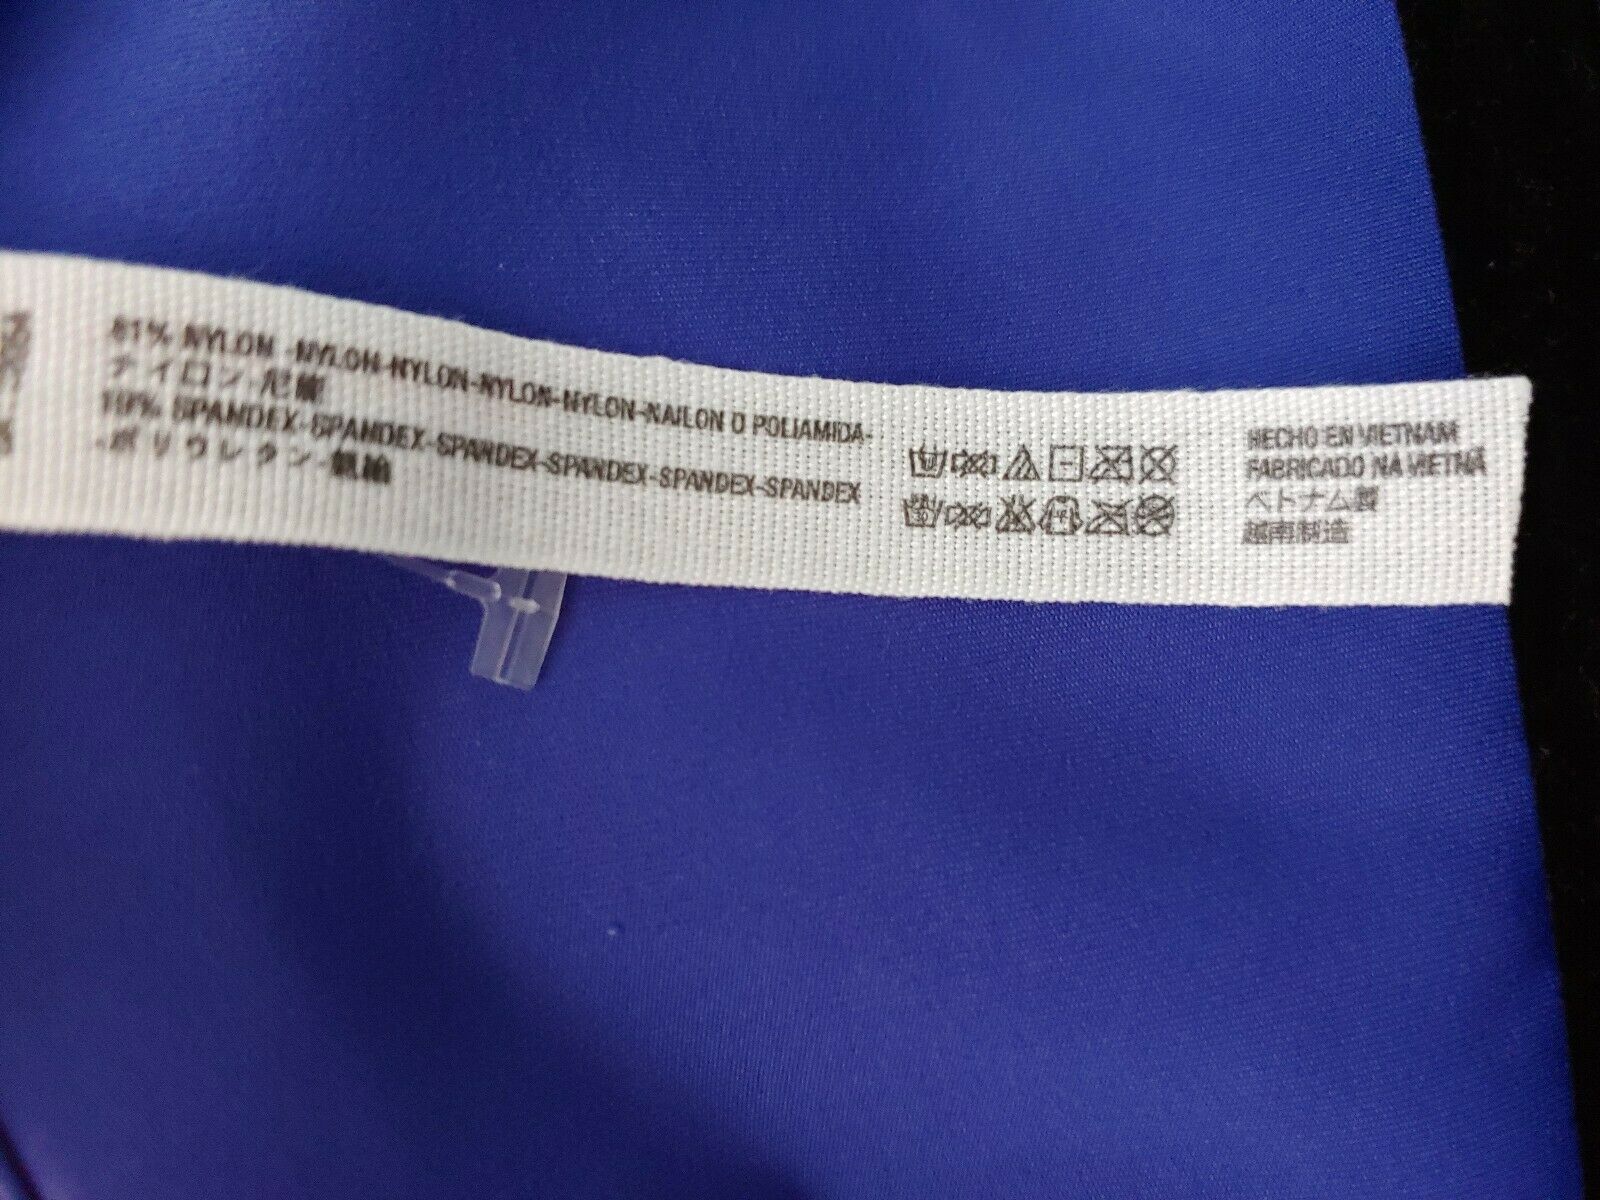 81% NYLON -NYLON-NYLON-NYLON-NYLON-NAILON O POLIAMIDA-
ナイロン-尼龍
19% SPANDEX-SPANDEX-SPANDEX-SPANDEX-SPANDEX-SPANDEX
-ポリウレタン-氨纶
HECHO EN VIETNAM
FABRICADO NA VIETNÃ
ベトナム製
越南制造